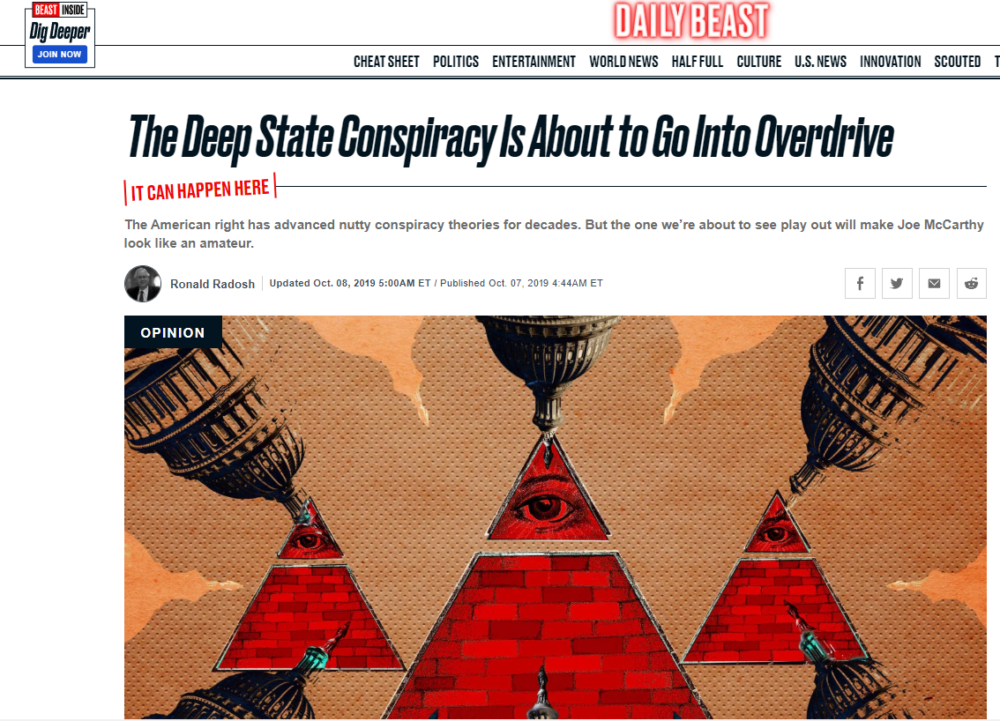 BEAST INSIDE
Dig Deeper
JOIN NOW
DAILY BEAST
CHEAT SHEET POLITICS ENTERTAINMENT WORLD NEWS HALF FULL CULTURE U.S. NEWS INNOVATION SCOUTED T
The Deep State Conspiracy Is About to Go Into Overdrive
IT CAN HAPPEN HERE
The American right has advanced nutty conspiracy theories for decades. But the one we’re about to see play out will make Joe McCarthy
look like an amateur.
Ronald Radosh Updated Oct. 08, 2019 5:00AM ET / Published Oct. 07, 2019 4:44AM ET
OPINION